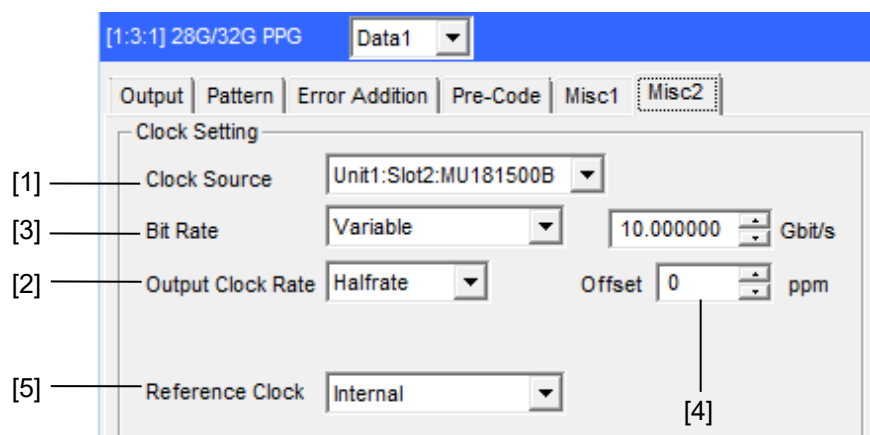 [1:3:1] 28G/32G PPG Data1
Output Pattern Error Addition Pre-Code Misc1 Misc2
Clock Setting
[1] Clock Source Unit1:Slot2:MU181500B
[3] Bit Rate Variable 10.000000 Gbit/s
[2] Output Clock Rate Halfrate Offset 0 ppm
[5] Reference Clock Internal
[4]